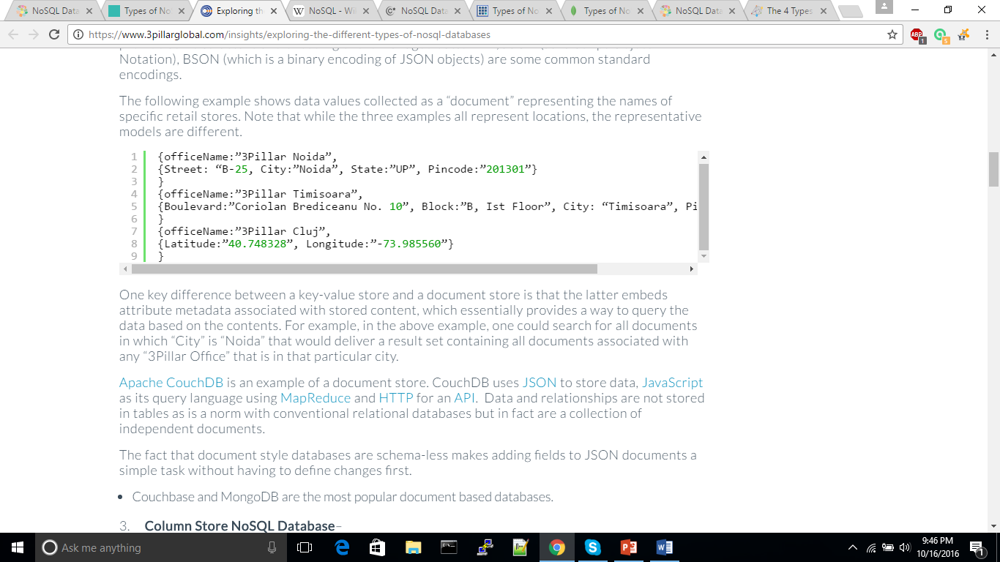 NoSQL Data
Types of No
Exploring th
NoSQL - Wi
NoSQL Data
Types of No
Types of No
NoSQL Data
The 4 Types
https://www.3pillarglobal.com/insights/exploring-the-different-types-of-nosql-databases
ABP
1
5
Notation), BSON (which is a binary encoding of JSON objects) are some common standard
encodings.
The following example shows data values collected as a “document” representing the names of
specific retail stores. Note that while the three examples all represent locations, the representative
models are different.
1 {officeName:”3Pillar Noida”,
2 {Street: “B-25, City:”Noida”, State:”UP”, Pincode:”201301”}
3 }
4 {officeName:”3Pillar Timisoara”,
5 {Boulevard:”Coriolan Brediceanu No. 10”, Block:”B, Ist Floor”, City: “Timisoara”, Pi
6 }
7 {officeName:”3Pillar Cluj”,
8 {Latitude:”40.748328”, Longitude:”-73.985560”}
9 }
One key difference between a key-value store and a document store is that the latter embeds
attribute metadata associated with stored content, which essentially provides a way to query the
data based on the contents. For example, in the above example, one could search for all documents
in which “City” is “Noida” that would deliver a result set containing all documents associated with
any “3Pillar Office” that is in that particular city.
Apache CouchDB is an example of a document store. CouchDB uses JSON to store data, JavaScript
as its query language using MapReduce and HTTP for an API.  Data and relationships are not stored
in tables as is a norm with conventional relational databases but in fact are a collection of
independent documents.
The fact that document style databases are schema-less makes adding fields to JSON documents a
simple task without having to define changes first.
• Couchbase and MongoDB are the most popular document based databases.
3. Column Store NoSQL Database–
Ask me anything
9:46 PM
10/16/2016
1